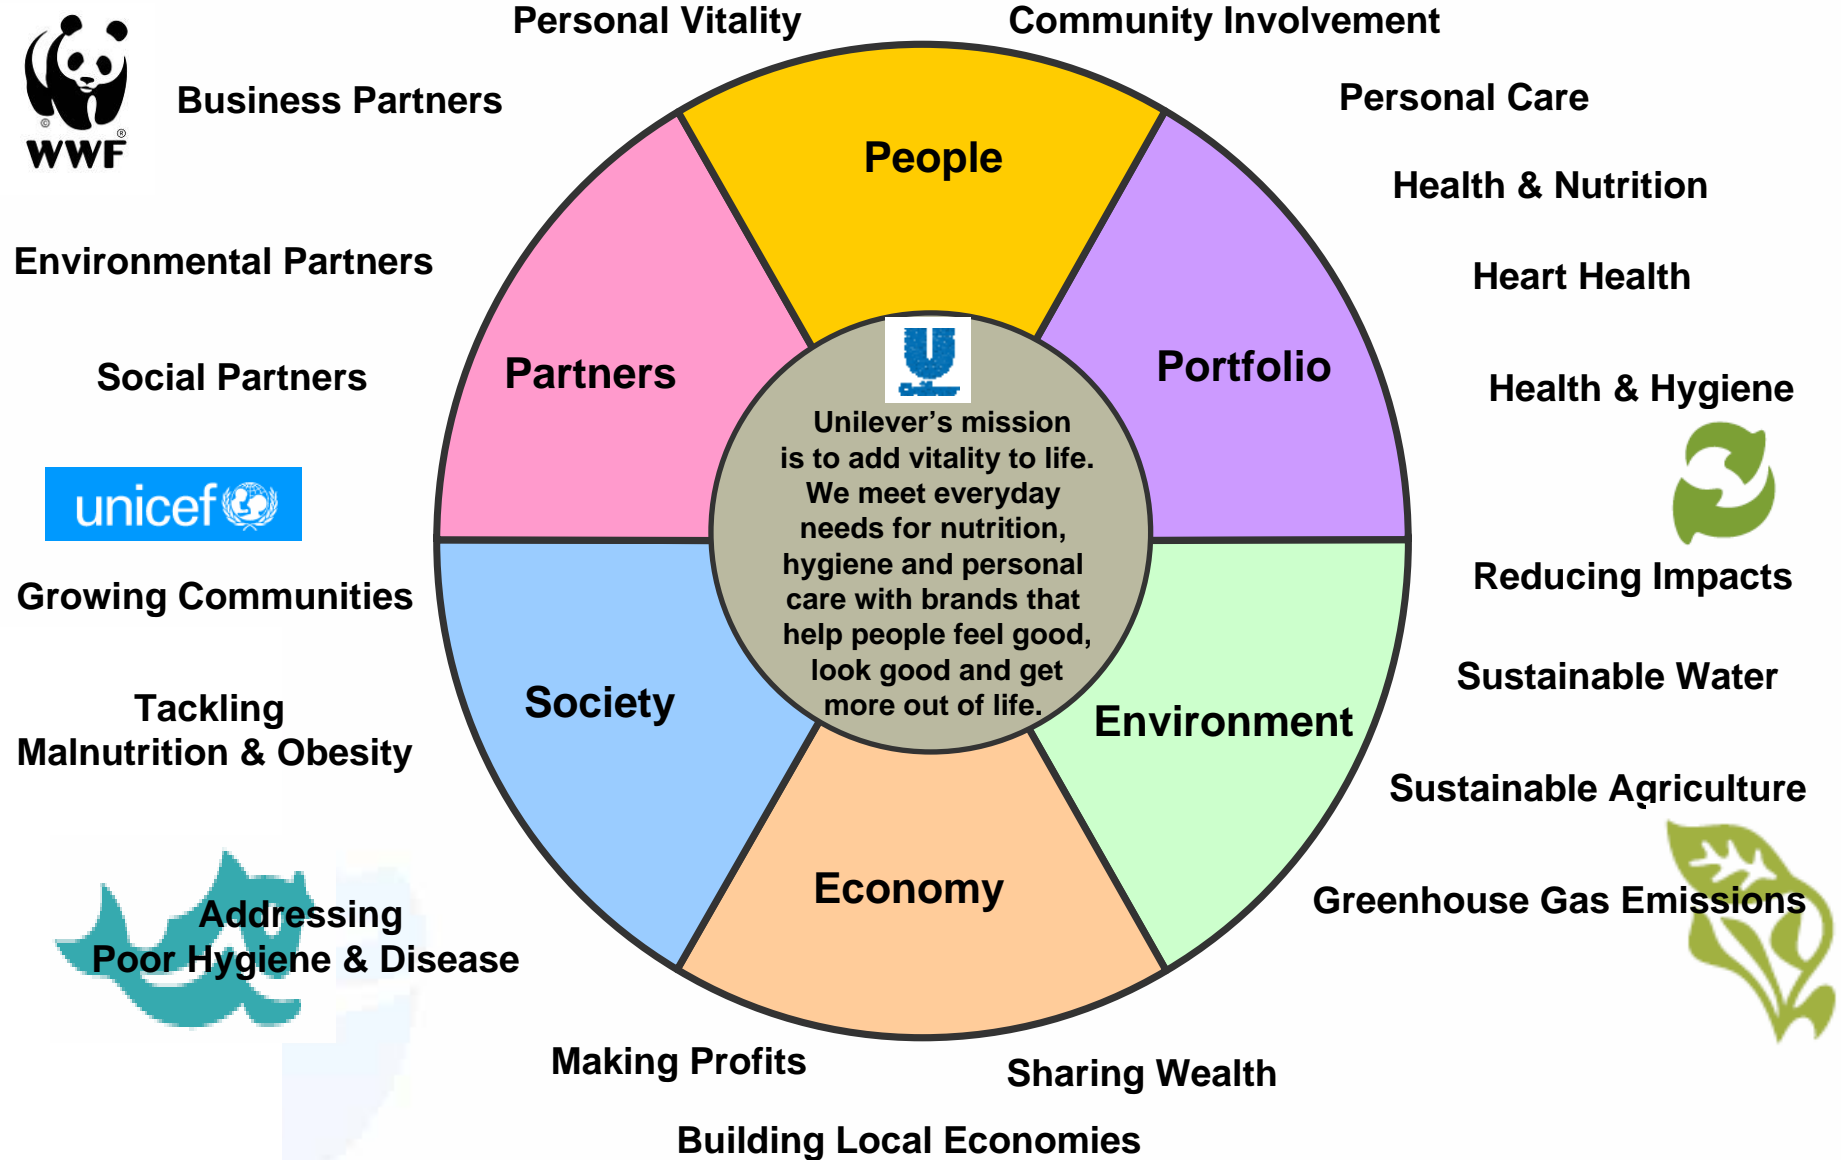 Personal Vitality
Community Involvement
Business Partners
Personal Care
© ®
WWF
People
Health & Nutrition
Environmental Partners
Heart Health
Social Partners
Partners
Portfolio
Health & Hygiene
Unilever
Unilever’s mission
is to add vitality to life.
We meet everyday
needs for nutrition,
hygiene and personal
care with brands that
help people feel good,
look good and get
more out of life.
unicef
Growing Communities
Reducing Impacts
Society
Environment
Sustainable Water
Tackling
Malnutrition & Obesity
Sustainable Agriculture
Economy
Greenhouse Gas Emissions
Addressing
Poor Hygiene & Disease
Making Profits
Sharing Wealth
Building Local Economies